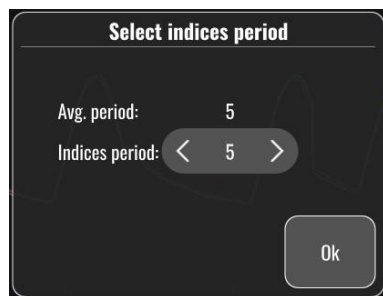 Select indices period
Avg. period: 5
Indices period: < 5 >
Ok